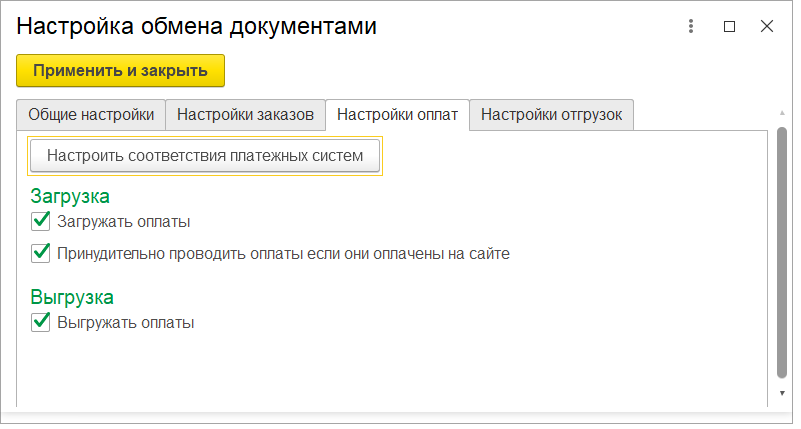 Настройка обмена документами
Применить и закрыть
Общие настройки
Настройки заказов
Настройки оплат
Настройки отгрузок
Настроить соответствия платежных систем
Загрузка
Загружать оплаты
Принудительно проводить оплаты если они оплачены на сайте
Выгрузка
Выгружать оплаты